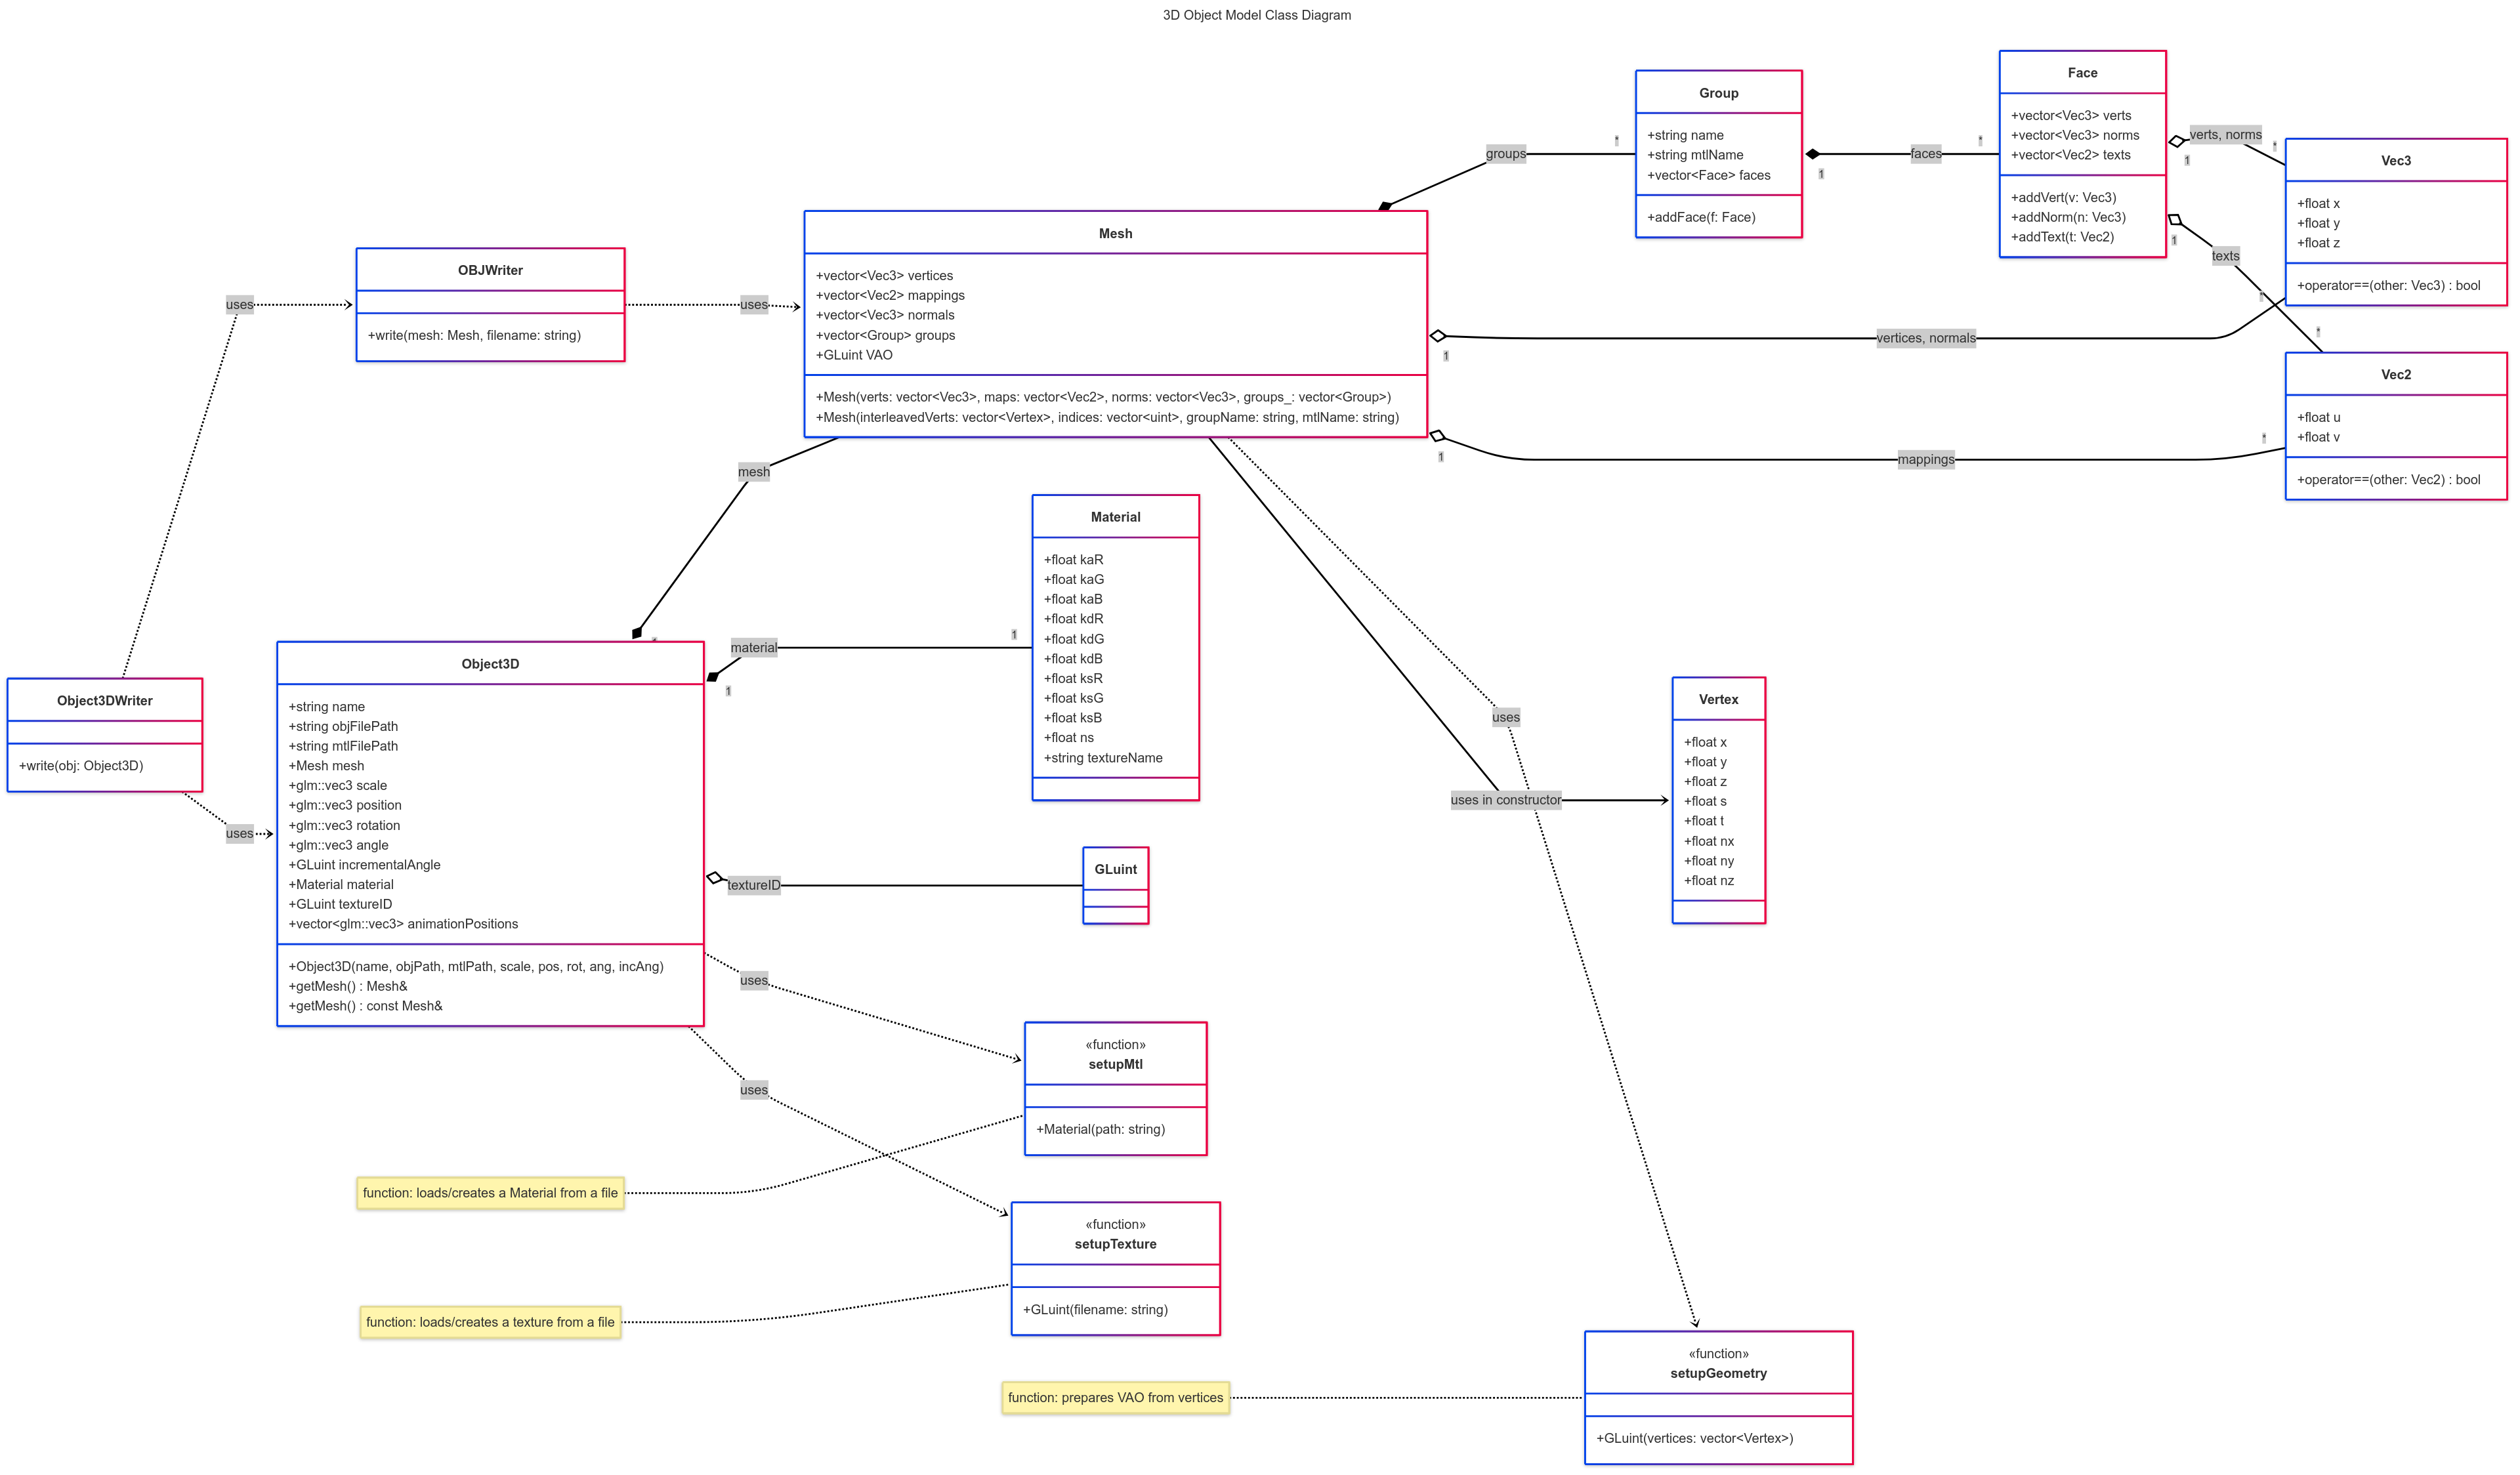 3D Object Model Class Diagram
Face
+vector<Vec3> verts
+vector<Vec3> norms
+vector<Vec2> texts
+addVert(v: Vec3)
+addNorm(n: Vec3)
+addText(t: Vec2)
Group
+string name
+string mtlName
+vector<Face> faces
+addFace(f: Face)
groups
*
1
faces
*
verts, norms
1
*
texts
1
*
Vec3
+float x
+float y
+float z
+operator==(other: Vec3) : bool
Mesh
+vector<Vec3> vertices
+vector<Vec2> mappings
+vector<Vec3> normals
+vector<Group> groups
+GLuint VAO
+Mesh(verts: vector<Vec3>, maps: vector<Vec2>, norms: vector<Vec3>, groups_: vector<Group>)
+Mesh(interleavedVerts: vector<Vertex>, indices: vector<uint>, groupName: string, mtlName: string)
OBJWriter
+write(mesh: Mesh, filename: string)
uses
uses
vertices, normals
1
*
Vec2
+float u
+float v
+operator==(other: Vec2) : bool
mappings
1
*
mesh
Material
+float kaR
+float kaG
+float kaB
+float kdR
+float kdG
+float kdB
+float ksR
+float ksG
+float ksB
+float ns
+string textureName
material
1
1
Object3D
+string name
+string objFilePath
+string mtlFilePath
+Mesh mesh
+glm::vec3 scale
+glm::vec3 position
+glm::vec3 rotation
+glm::vec3 angle
+GLuint incrementalAngle
+Material material
+GLuint textureID
+vector<glm::vec3> animationPositions
+Object3D(name, objPath, mtlPath, scale, pos, rot, ang, incAng)
+getMesh() : Mesh&
+getMesh() : const Mesh&
Object3DWriter
+write(obj: Object3D)
uses
uses
uses in constructor
Vertex
+float x
+float y
+float z
+float s
+float t
+float nx
+float ny
+float nz
textureID
GLuint
uses
uses
«function»
setupMtl
+Material(path: string)
function: loads/creates a Material from a file
«function»
setupTexture
+GLuint(filename: string)
function: loads/creates a texture from a file
«function»
setupGeometry
+GLuint(vertices: vector<Vertex>)
function: prepares VAO from vertices